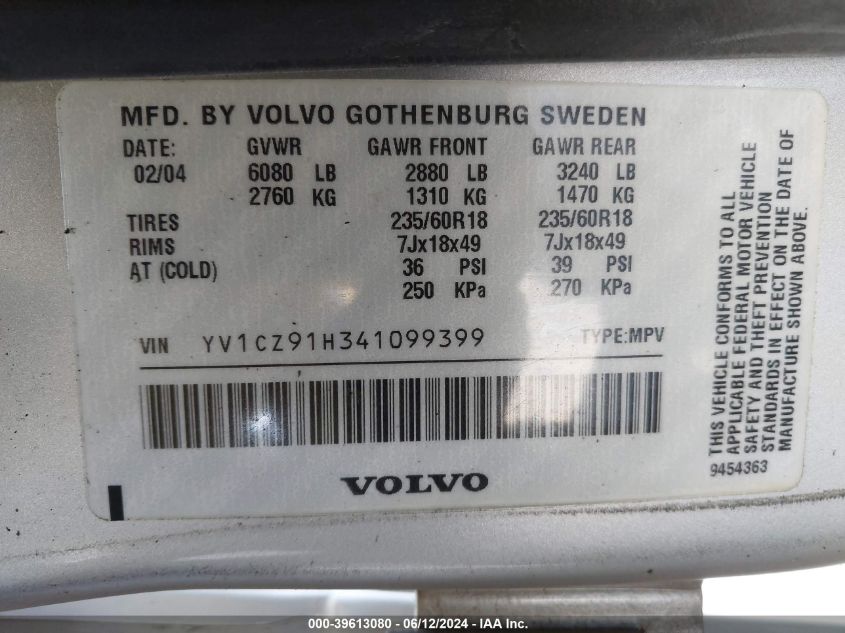 MFD. BY VOLVO GOTHENBURG SWEDEN
DATE: GVWR GAWR FRONT GAWR REAR
02/04 6080 LB 2880 LB 3240 LB
2760 KG 1310 KG 1470 KG
TIRES 235/60R18 235/60R18
RIMS 7Jx18x49 7Jx18x49
AT (COLD) 36 PSI 39 PSI
250 KPa 270 KPa
VIN YV1CZ91H341099399 TYPE:MPV
VOLVO
THIS VEHICLE CONFORMS TO ALL
APPLICABLE FEDERAL MOTOR VEHICLE
SAFETY AND THEFT PREVENTION
STANDARDS IN EFFECT ON THE DATE OF
MANUFACTURE SHOWN ABOVE.
9454363
000-39613080 - 06/12/2024 - IAA Inc.